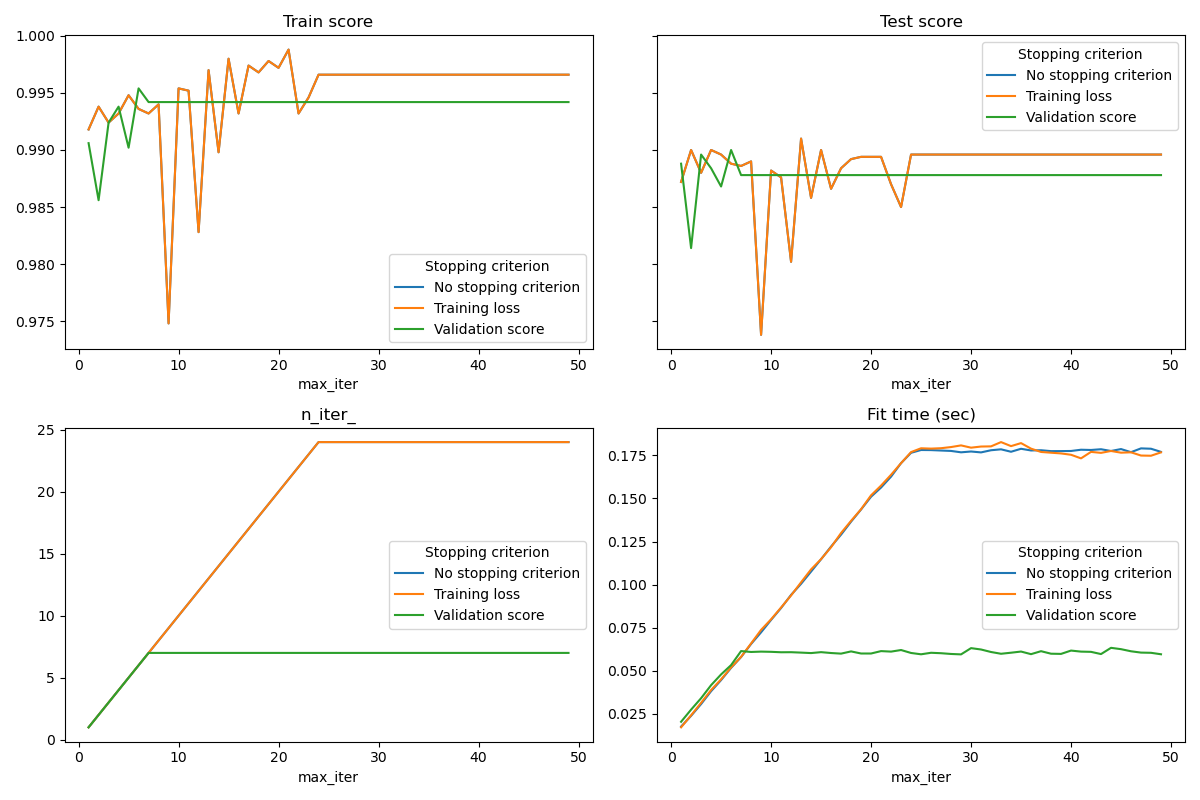 Train score
1.000
0.995
0.990
0.985
0.980
0.975
Stopping criterion
No stopping criterion
Training loss
Validation score
0 10 20 30 40 50
max_iter
Test score
Stopping criterion
No stopping criterion
Training loss
Validation score
0 10 20 30 40 50
max_iter
n_iter_
25
20
15
10
5
0
Stopping criterion
No stopping criterion
Training loss
Validation score
0 10 20 30 40 50
max_iter
Fit time (sec)
0.175
0.150
0.125
0.100
0.075
0.050
0.025
Stopping criterion
No stopping criterion
Training loss
Validation score
0 10 20 30 40 50
max_iter